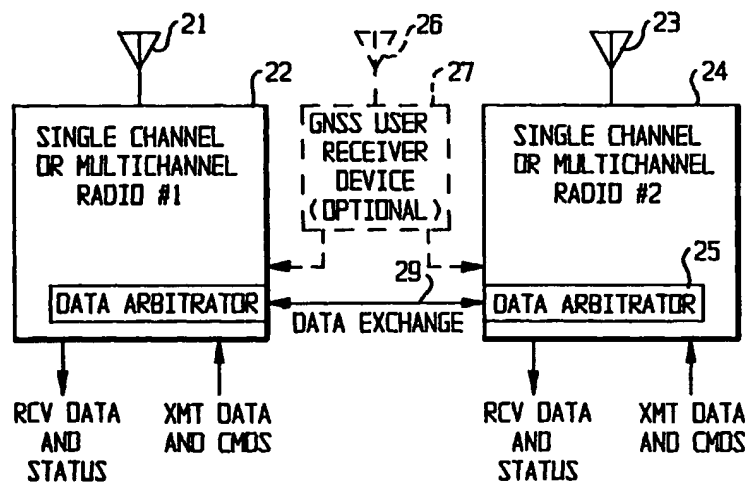 21
26
23
22
27
24
SINGLE CHANNEL
OR MULTICHANNEL
RADIO #1
GNSS USER
RECEIVER
DEVICE
(OPTIONAL)
SINGLE CHANNEL
OR MULTICHANNEL
RADIO #2
29
25
DATA ARBITRATOR
DATA EXCHANGE
DATA ARBITRATOR
RCV DATA
AND
STATUS
XMT DATA
AND CMDS
RCV DATA
AND
STATUS
XMT DATA
AND CMDS